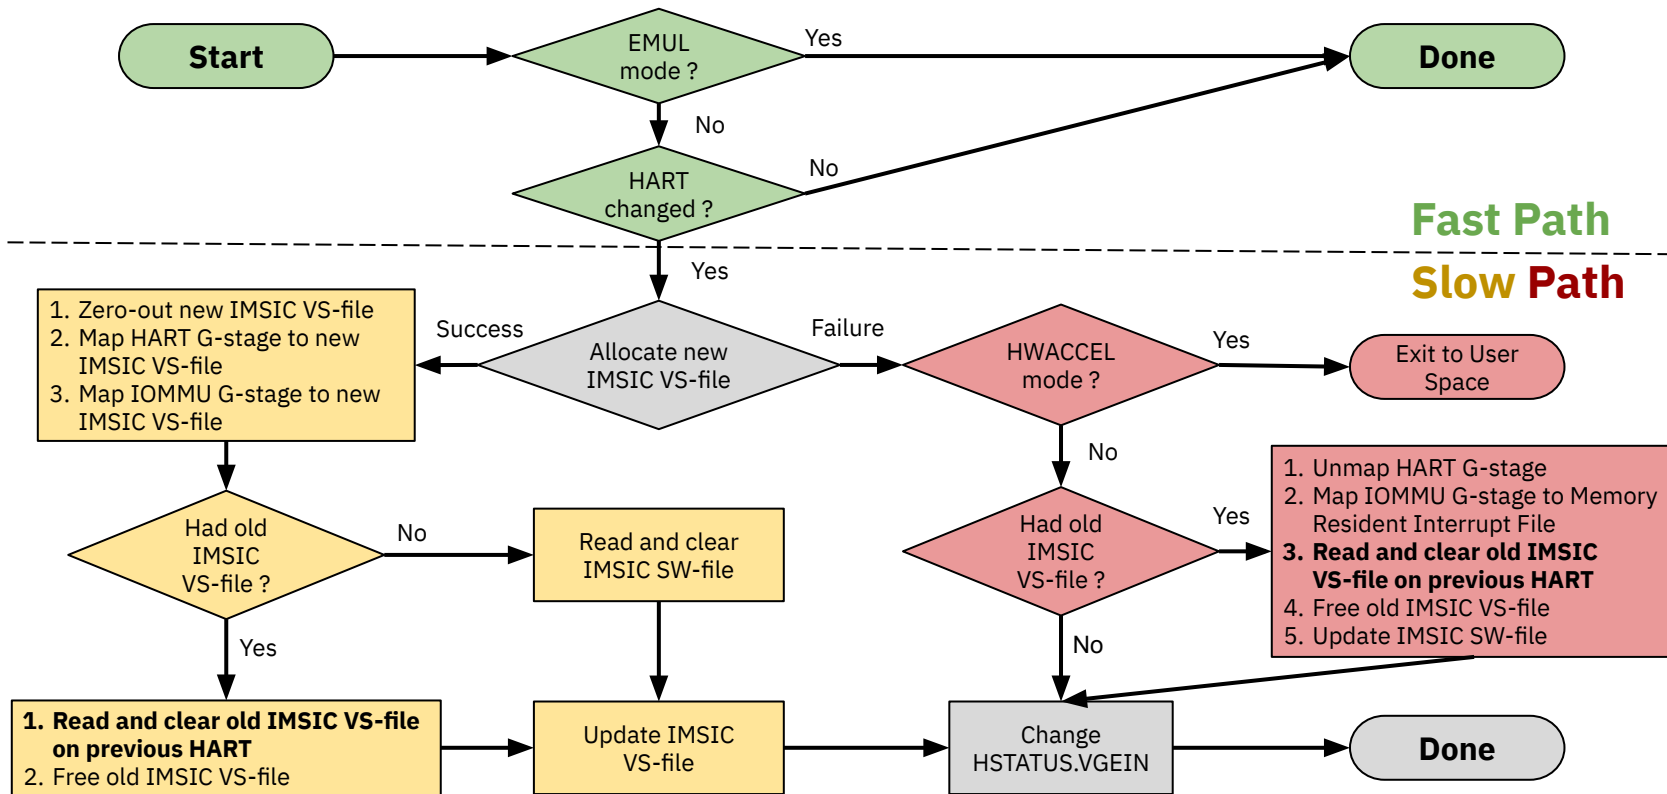 Start
EMUL
mode ?
Yes
Done
No
HART
changed ?
No
Fast Path
Yes
Slow Path
1. Zero-out new IMSIC VS-file
2. Map HART G-stage to new
IMSIC VS-file
3. Map IOMMU G-stage to new
IMSIC VS-file
Success
Allocate new
IMSIC VS-file
Failure
HWACCEL
mode ?
Yes
Exit to User
Space
No
Had old
IMSIC
VS-file ?
No
Read and clear
IMSIC SW-file
Had old
IMSIC
VS-file ?
Yes
1. Unmap HART G-stage
2. Map IOMMU G-stage to Memory
Resident Interrupt File
3. Read and clear old IMSIC
VS-file on previous HART
4. Free old IMSIC VS-file
5. Update IMSIC SW-file
Yes
No
1. Read and clear old IMSIC VS-file
on previous HART
2. Free old IMSIC VS-file
Update IMSIC
VS-file
Change
HSTATUS.VGEIN
Done